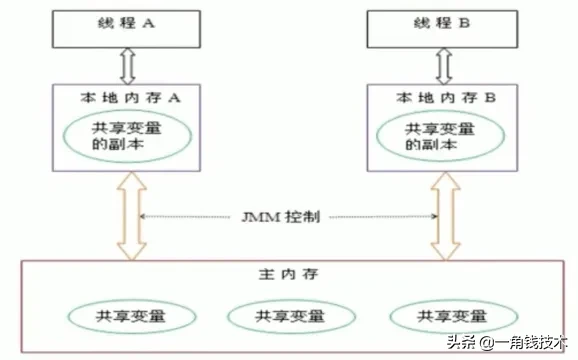 线程 A
线程 B
本地内存 A
本地内存 B
共享变量
的副本
共享变量
的副本
JMM 控制
主内存
共享变量
共享变量
共享变量
头条 @一角钱技术